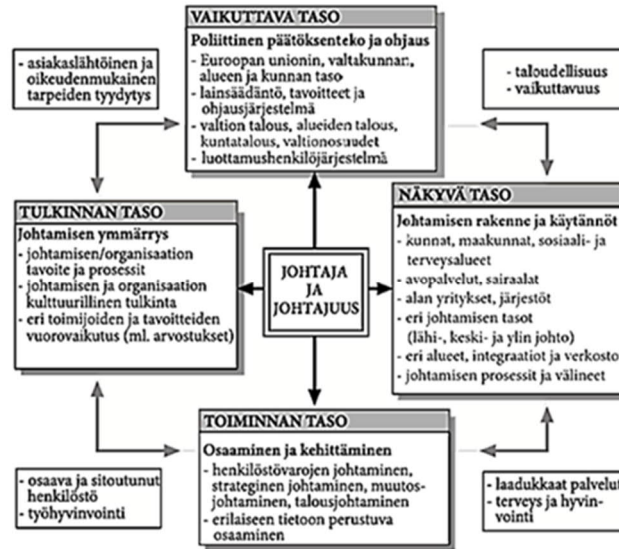 VAIKUTTAVA TASO
Poliittinen päätöksenteko ja ohjaus
- Euroopan unionin, valtakunnan,
alueen ja kunnan taso
- lainsäädäntö, tavoitteet ja
ohjausjärjestelmä
- valtion talous, alueiden talous,
kuntatalous, valtionosuudet
- luottamushenkilöjärjestelmä
- asiakaslähtöinen ja
oikeudenmukainen
tarpeiden tyydytys
- taloudellisuus
- vaikuttavuus
TULKINNAN TASO
Johtamisen ymmärrys
- johtamisen/organisaation
tavoite ja prosessit
- johtamisen ja organisaation
kulttuurillinen tulkinta
- eri toimijoiden ja tavoitteiden
vuorovaikutus (ml. arvostukset)
JOHTAJA
JA
JOHTAJUUS
NÄKYVÄ TASO
Johtamisen rakenne ja käytännöt
- kunnat, maakunnat, sosiaali- ja
terveysalueet
- avopalvelut, sairaalat
- alan yritykset, järjestöt
- eri johtamisen tasot
(lähi-, keski- ja ylin johto)
- eri alueet, integraatiot ja verkosto
- johtamisen prosessit ja välineet
TOIMINNAN TASO
Osaaminen ja kehittäminen
- henkilöstövarojen johtaminen,
strateginen johtaminen, muutos-
johtaminen, talousjohtaminen
- erilaiseen tietoon perustuva
osaaminen
- osaava ja sitoutunut
henkilöstö
- työhyvinvointi
- laadukkaat palvelut
- terveys ja hyvin-
vointi